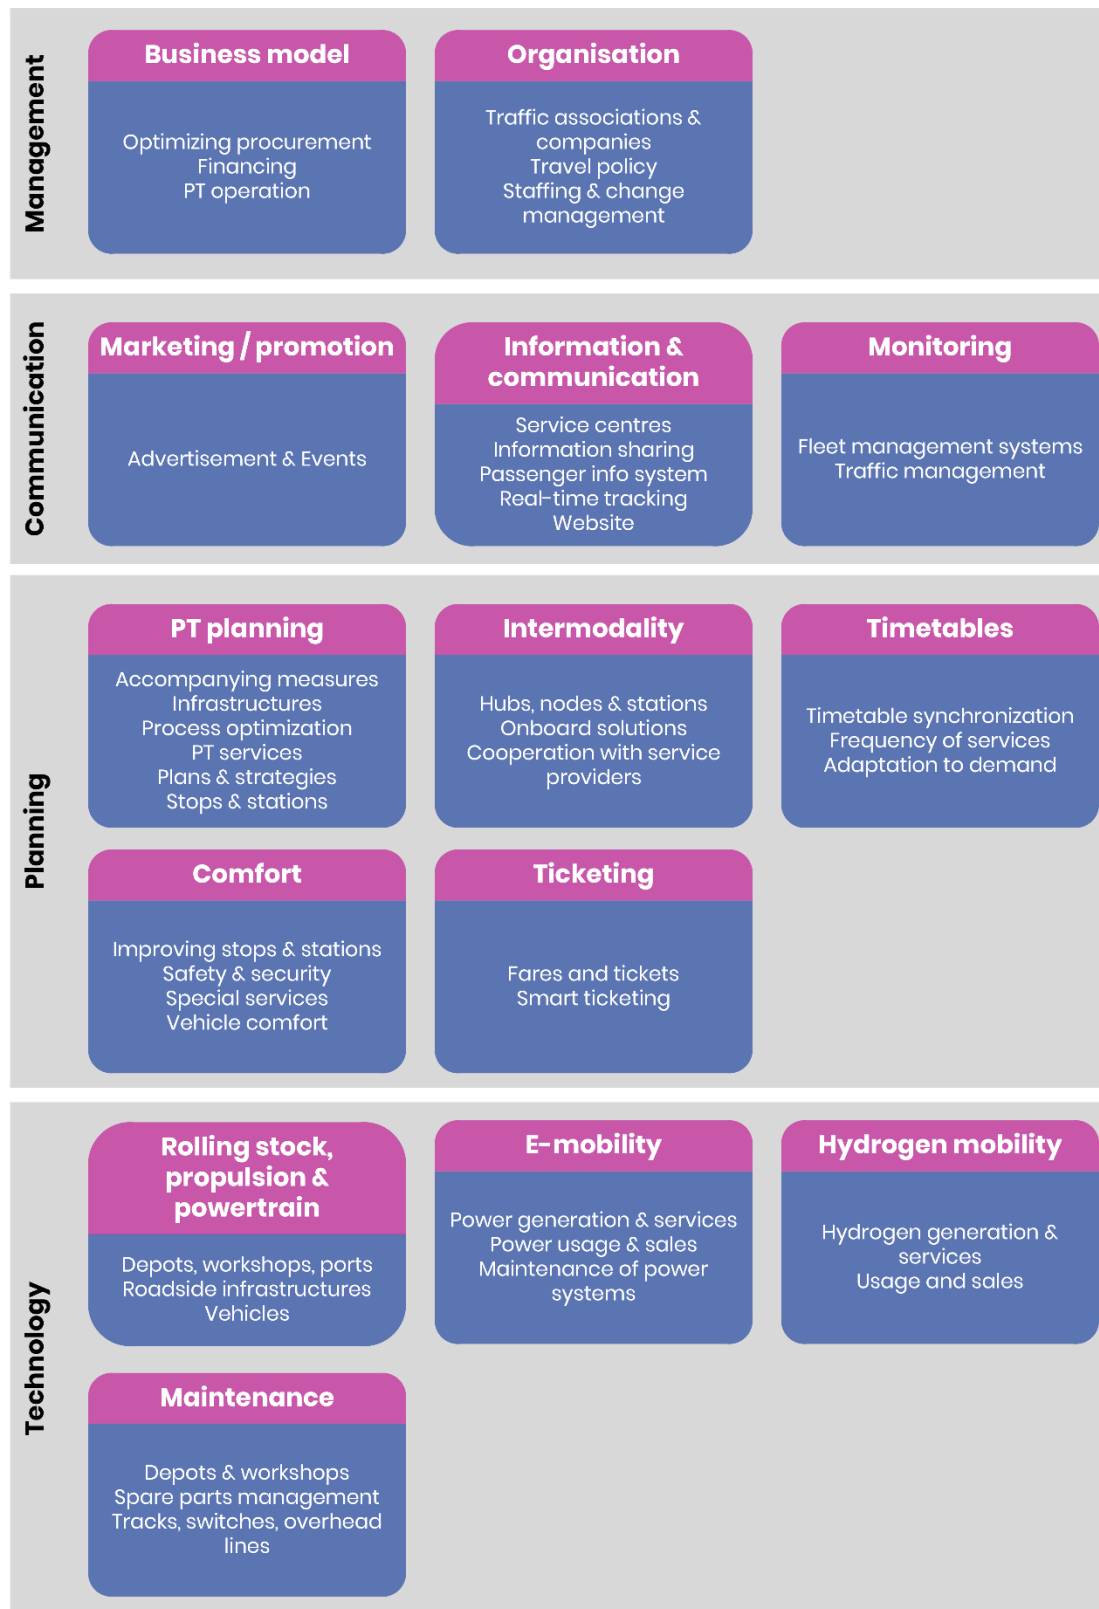 Management
Business model
Optimizing procurement
Financing
PT operation
Organisation
Traffic associations &
companies
Travel policy
Staffing & change
management
Communication
Marketing / promotion
Advertisement & Events
Information &
communication
Service centres
Information sharing
Passenger info system
Real-time tracking
Website
Monitoring
Fleet management systems
Traffic management
Planning
PT planning
Accompanying measures
Infrastructures
Process optimization
PT services
Plans & strategies
Stops & stations
Intermodality
Hubs, nodes & stations
Onboard solutions
Cooperation with service
providers
Timetables
Timetable synchronization
Frequency of services
Adaptation to demand
Comfort
Improving stops & stations
Safety & security
Special services
Vehicle comfort
Ticketing
Fares and tickets
Smart ticketing
Technology
Rolling stock,
propulsion &
powertrain
Depots, workshops, ports
Roadside infrastructures
Vehicles
E-mobility
Power generation & services
Power usage & sales
Maintenance of power
systems
Hydrogen mobility
Hydrogen generation &
services
Usage and sales
Maintenance
Depots & workshops
Spare parts management
Tracks, switches, overhead
lines